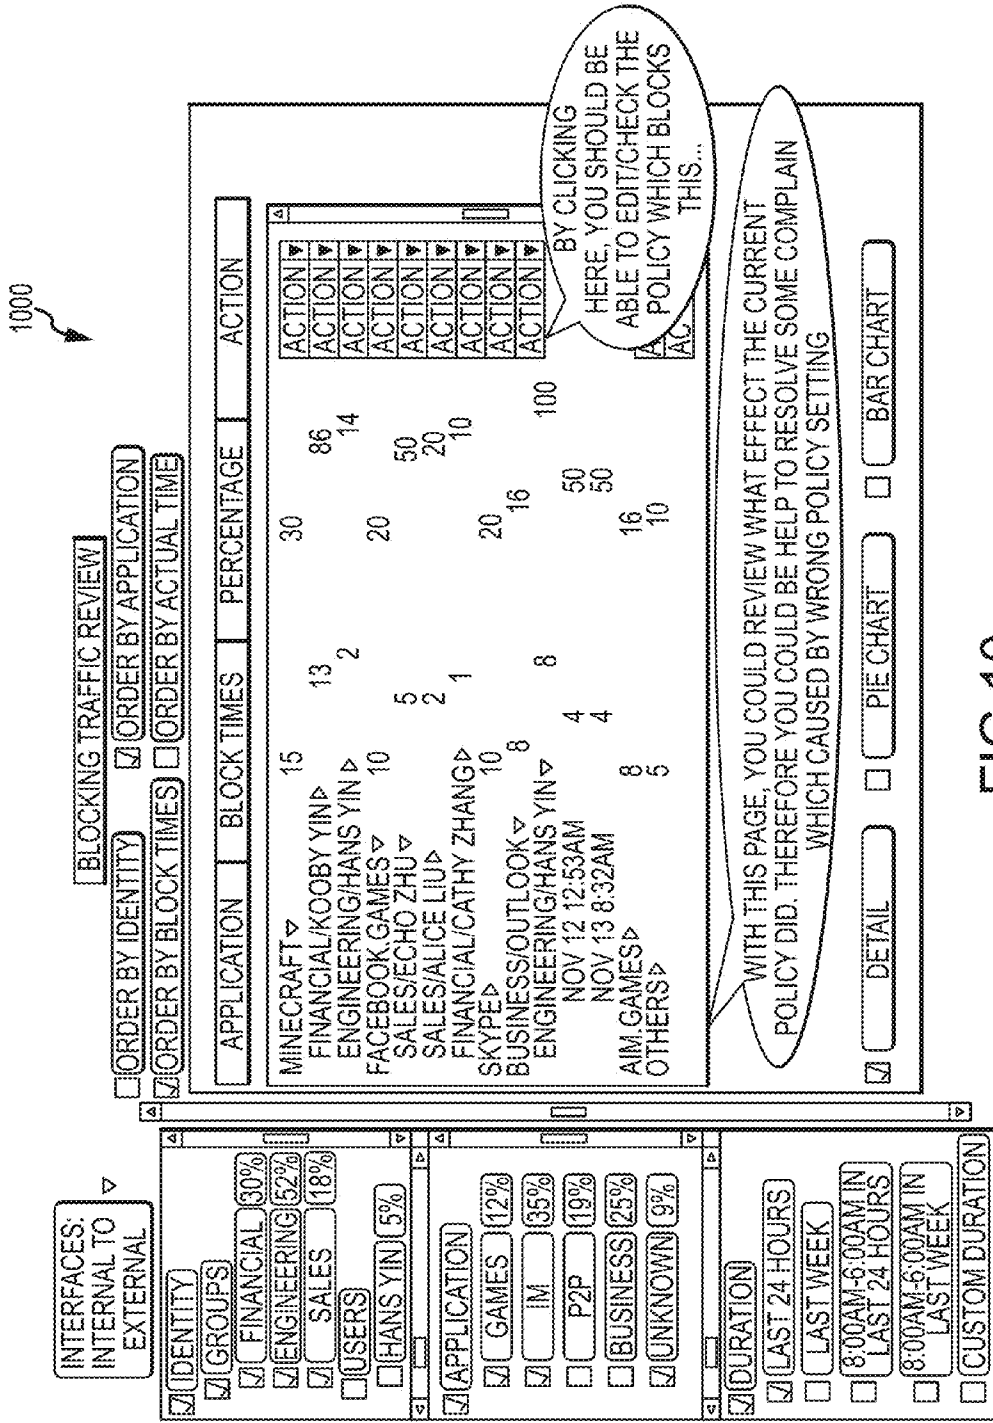 1000
INTERFACES:
INTERNAL TO
EXTERNAL
IDENTITY
GROUPS
FINANCIAL 30%
ENGINEERING 52%
SALES 18%
USERS
HANS YIN 5%
APPLICATION
GAMES 12%
IM 35%
P2P 19%
BUSINESS 25%
UNKNOWN 9%
DURATION
LAST 24 HOURS
LAST WEEK
8:00AM-6:00AM IN
LAST 24 HOURS
8:00AM-6:00AM IN
LAST WEEK
CUSTOM DURATION
BLOCKING TRAFFIC REVIEW
ORDER BY IDENTITY ORDER BY APPLICATION
ORDER BY BLOCK TIMES ORDER BY ACTUAL TIME
APPLICATION BLOCK TIMES PERCENTAGE ACTION
MINECRAFT 15 30 ACTION
FINANCIAL/KOOBY YIN 13 86 ACTION
ENGINEERING/HANS YIN 2 14 ACTION
FACEBOOK.GAMES 10 20 ACTION
SALES/ECHO ZHU 5 50 ACTION
SALES/ALICE LIU 2 20 ACTION
FINANCIAL/CATHY ZHANG 1 10 ACTION
SKYPE 10 20 ACTION
BUSINESS/OUTLOOK 8 16 ACTION
ENGINEERING/HANS YIN 8 100
NOV 12 12:53AM 4 50
NOV 13 8:32AM 4 50
AIM.GAMES 8 16 A
OTHERS 5 10 AC
BY CLICKING
HERE, YOU SHOULD BE
ABLE TO EDIT/CHECK THE
POLICY WHICH BLOCKS
THIS...
WITH THIS PAGE, YOU COULD REVIEW WHAT EFFECT THE CURRENT
POLICY DID. THEREFORE YOU COULD BE HELP TO RESOLVE SOME COMPLAIN
WHICH CAUSED BY WRONG POLICY SETTING
DETAIL PIE CHART BAR CHART